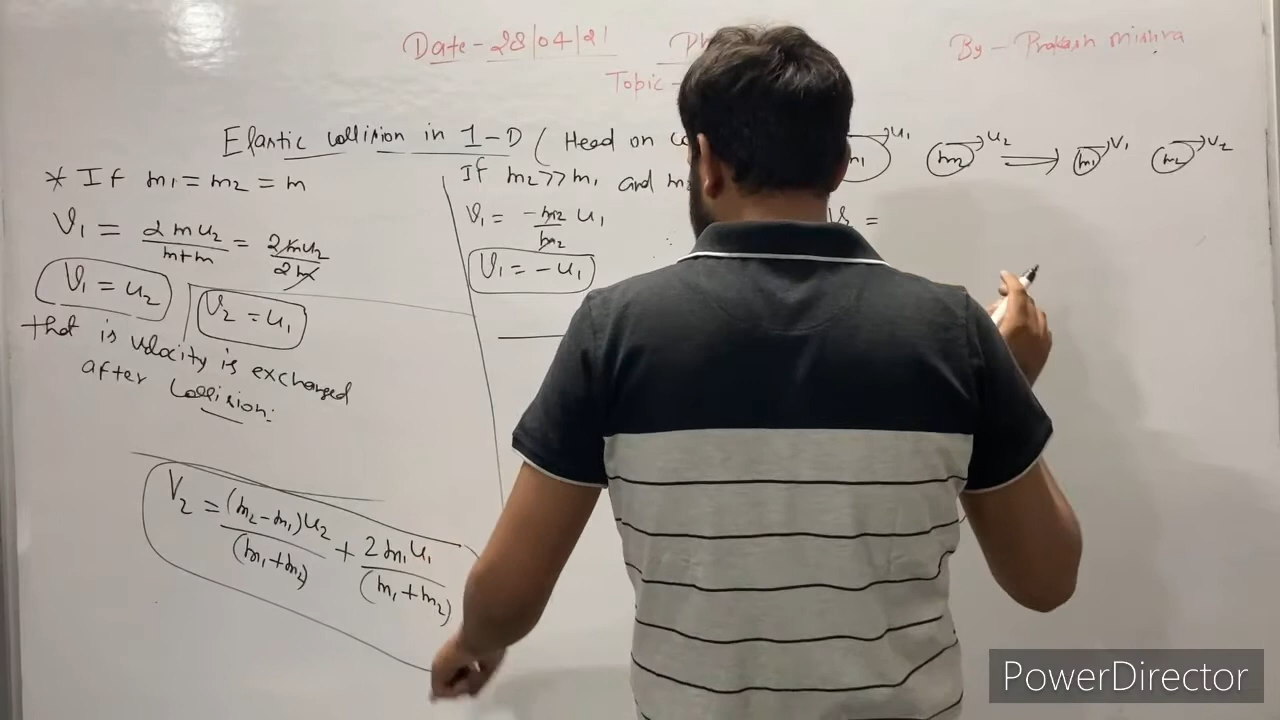 Date - 28/04/21
By - Prakash Mishra
Topic -
Elastic collision in 1-D ( Head on
m1 u1 m2 u2 ⟹ m1 V1 m2 V2
* If m1 = m2 = m
V1 = 2mu2/m+m = 2mu2/2m
V1 = u2
V2 = u1
that is velocity is exchanged
after collision:
V2 = (m2-m1)u2/(m1+m2) + 2m1u1/(m1+m2)
If m2 >> m1 and
V1 = -m2/m2 u1
V1 = -u1
PowerDirector